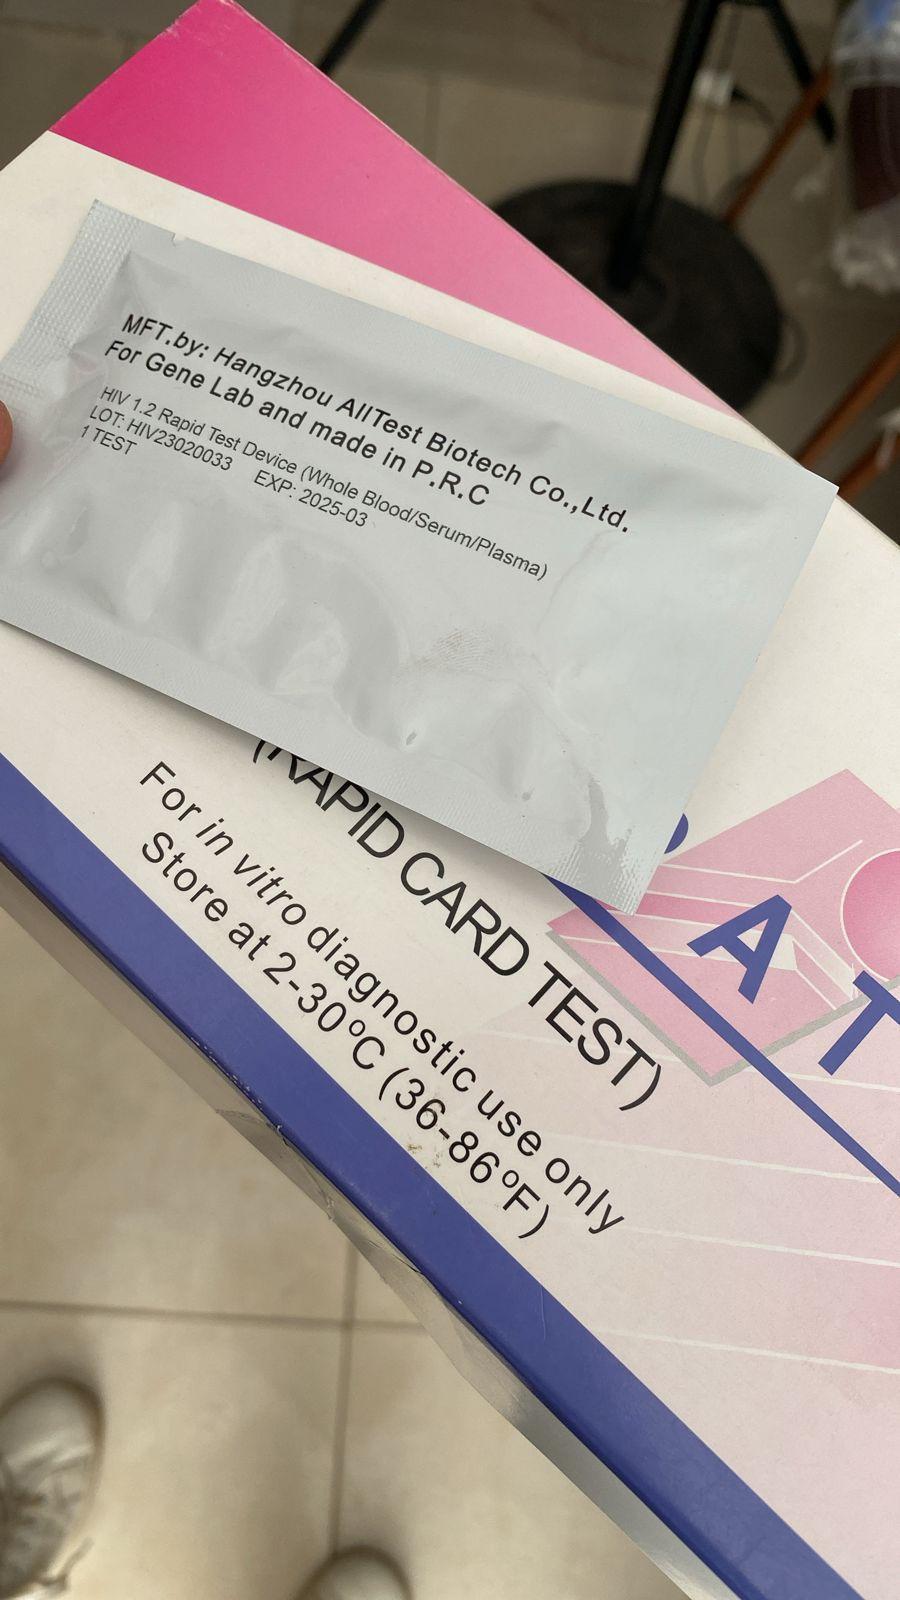 MFT.by: Hangzhou AllTest Biotech Co.,Ltd.
For Gene Lab and made in P.R.C
HIV 1.2 Rapid Test Device (Whole Blood/Serum/Plasma)
LOT: HIV23020033 EXP: 2025-03
1 TEST
A T
(RAPID CARD TEST)
For in vitro diagnostic use only
Store at 2-30°C (36-86°F)